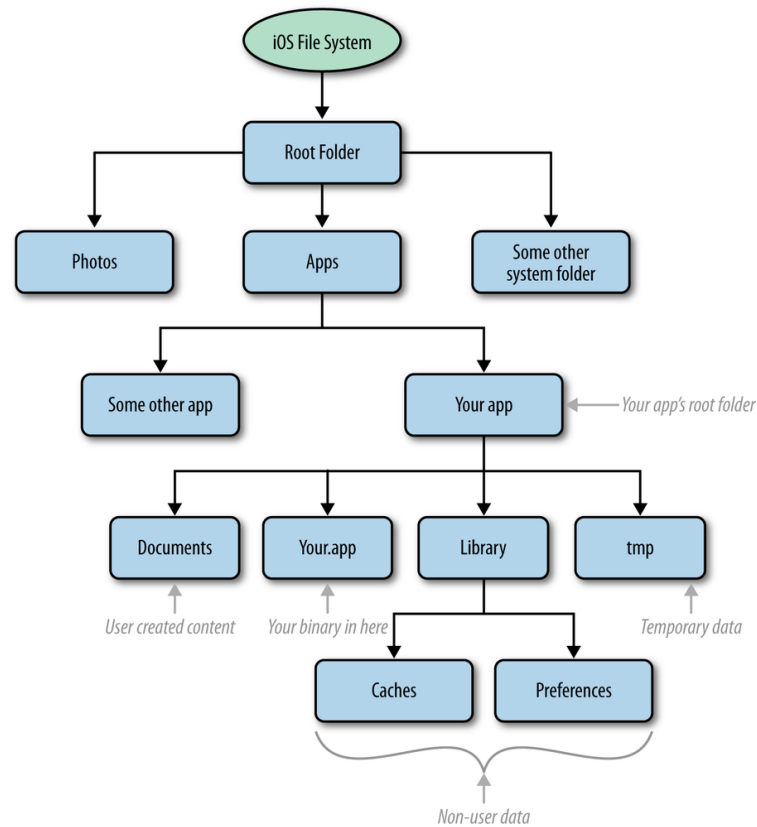 iOS File System
Root Folder
Photos
Apps
Some other
system folder
Some other app
Your app
Your app's root folder
Documents
Your.app
Library
tmp
User created content
Your binary in here
Temporary data
Caches
Preferences
Non-user data